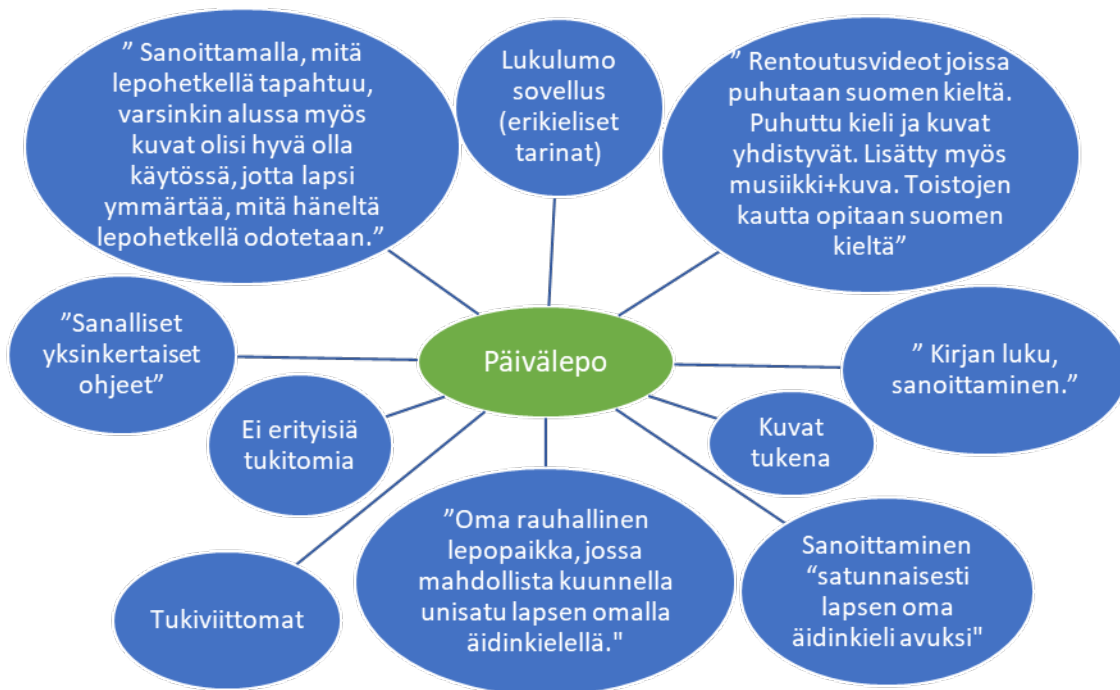 ” Sanoittamalla, mitä
lepohetkellä tapahtuu,
varsinkin alussa myös
kuvat olisi hyvä olla
käytössä, jotta lapsi
ymmärtää, mitä häneltä
lepohetkellä odotetaan.”
Lukulumo
sovellus
(erikieliset
tarinat)
” Rentoutusvideot joissa
puhutaan suomen kieltä.
Puhuttu kieli ja kuvat
yhdistyvät. Lisätty myös
musiikki+kuva. Toistojen
kautta opitaan suomen
kieltä”
”Sanalliset
yksinkertaiset
ohjeet”
Päivälepo
” Kirjan luku,
sanoittaminen.”
Ei erityisiä
tukitomia
Kuvat
tukena
Tukiviittomat
”Oma rauhallinen
lepopaikka, jossa
mahdollista kuunnella
unisatu lapsen omalla
äidinkielellä."
Sanoittaminen
“satunnaisesti
lapsen oma
äidinkieli avuksi"